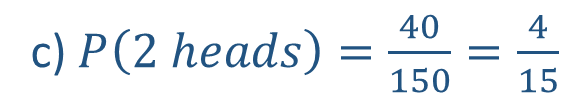 c) P(2 heads) = 40/150 = 4/15